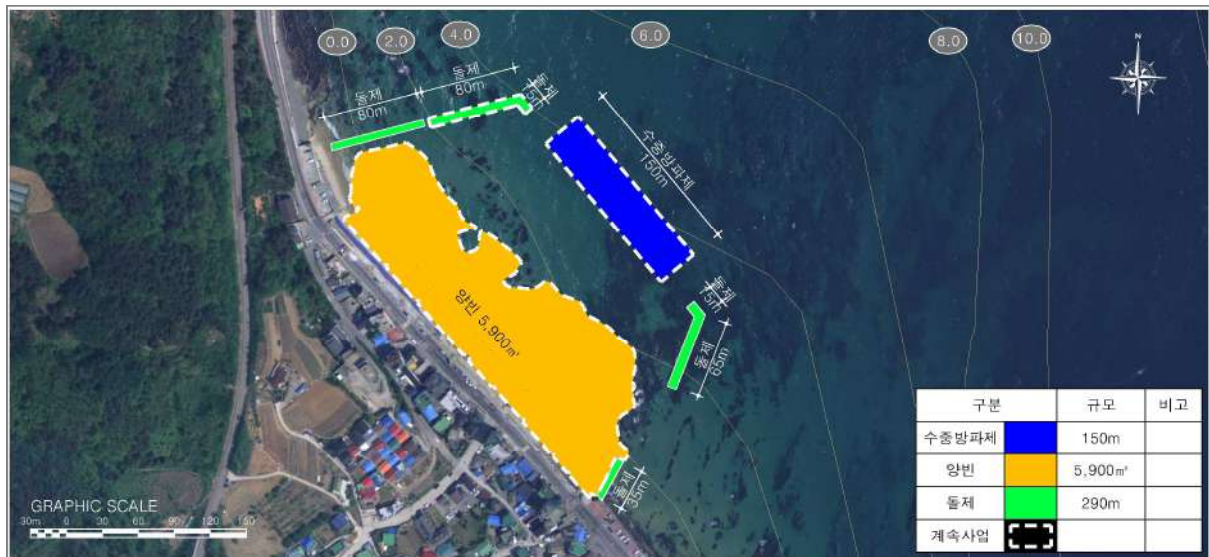 0.0
2.0
4.0
6.0
8.0
10.0
N
돌제
80m
돌제
80m
돌제
15m
수중방파제
150m
돌제
15m
돌제
65m
양빈 5,900㎡
돌제
35m
GRAPHIC SCALE
30m 0 30 60 90 120 150
구분 규모 비고
수중방파제 150m
양빈 5,900㎡
돌제 290m
계속사업